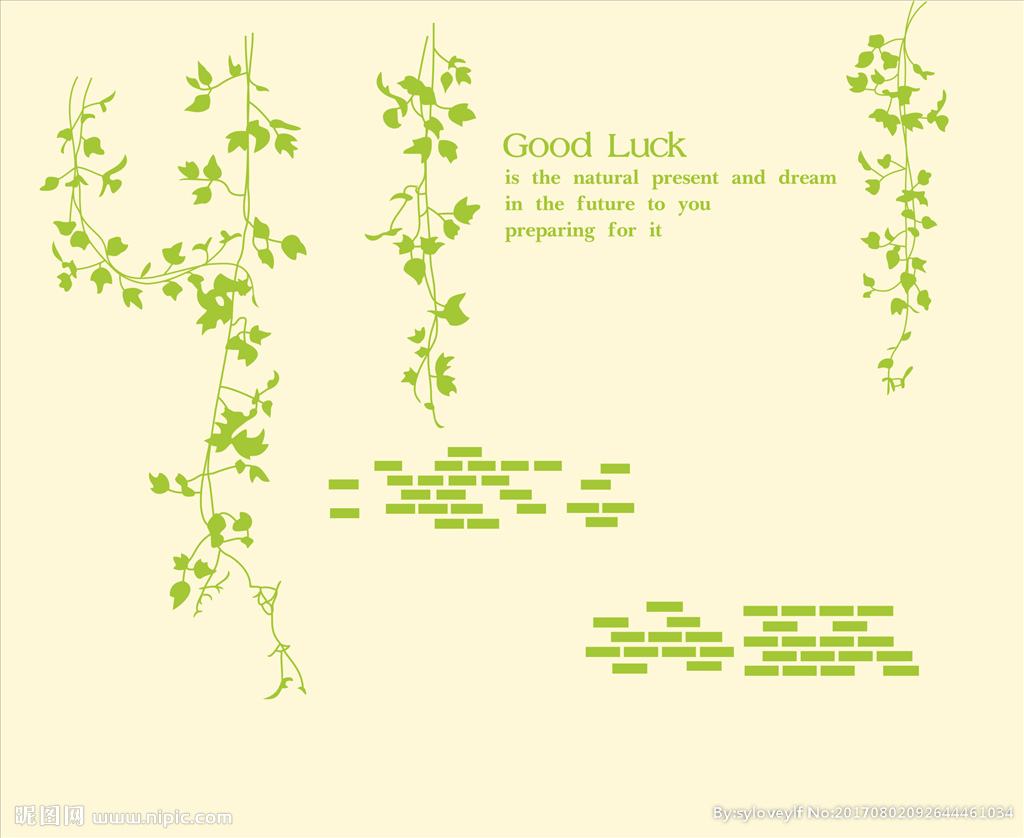 Good Luck
is the natural present and dream
in the future to you
preparing for it
昵图网 www.nipic.com
By:syloveylf No:20170802092644461034